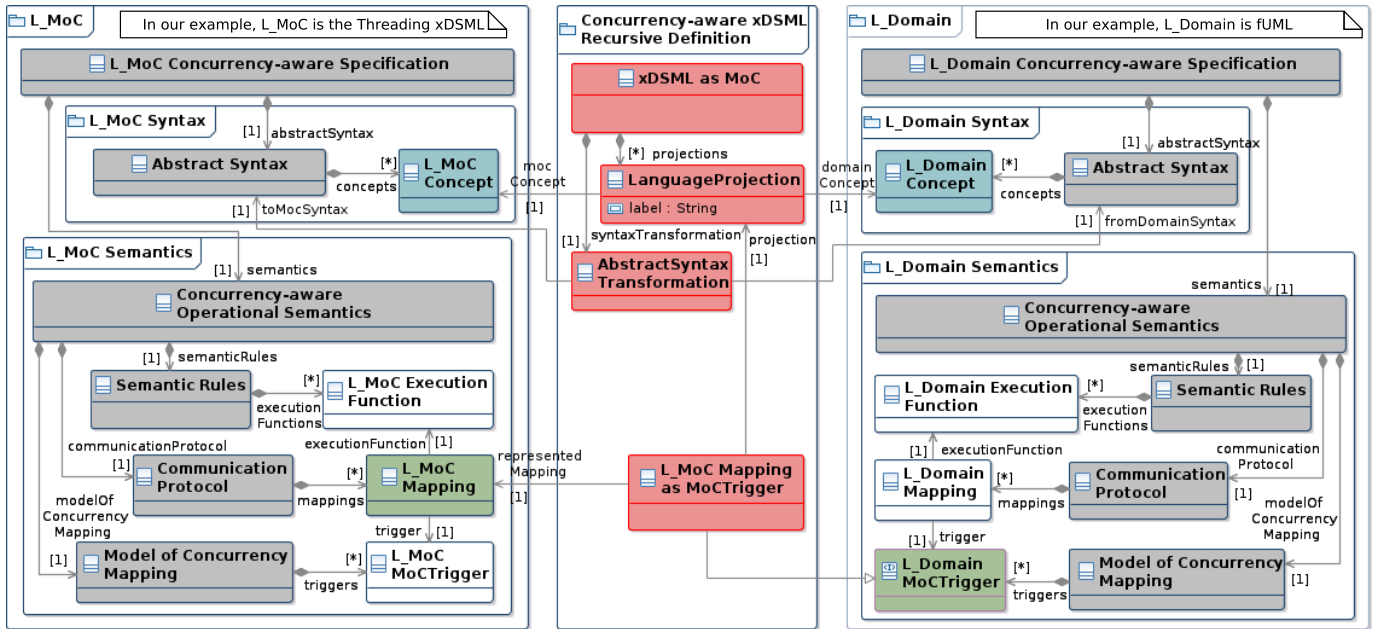 L_MoC
In our example, L_MoC is the Threading xDSML
L_MoC Concurrency-aware Specification
L_MoC Syntax
[1]
abstractSyntax
Abstract Syntax
[*]
concepts
L_MoC
Concept
[1]
toMocSyntax
L_MoC Semantics
[1]
semantics
Concurrency-aware
Operational Semantics
[1]
semanticRules
Semantic Rules
[*]
execution
Functions
L_MoC Execution
Function
executionFunction
[1]
communicationProtocol
[1]
Communication
Protocol
[*]
mappings
L_MoC
Mapping
modelOf
Concurrency
Mapping
trigger
[1]
[1]
Model of Concurrency
Mapping
[*]
triggers
L_MoC
MoCTrigger
Concurrency-aware xDSML
Recursive Definition
xDSML as MoC
[*]
projections
moc
Concept
[1]
LanguageProjection
label : String
domain
Concept
[1]
[1]
syntaxTransformation
projection
[1]
AbstractSyntax
Transformation
represented
Mapping
[1]
L_MoC Mapping
as MoCTrigger
L_Domain
In our example, L_Domain is fUML
L_Domain Concurrency-aware Specification
L_Domain Syntax
[1]
abstractSyntax
L_Domain
Concept
[*]
concepts
Abstract Syntax
[1]
fromDomainSyntax
L_Domain Semantics
semantics
[1]
Concurrency-aware
Operational Semantics
semanticRules
[1]
L_Domain Execution
Function
[*]
execution
Functions
Semantic Rules
[1]
executionFunction
communication
Protocol
L_Domain
Mapping
[*]
mappings
Communication
Protocol
[1]
modelOf
Concurrency
Mapping
[1]
trigger
L_Domain
MoCTrigger
[*]
triggers
Model of Concurrency
Mapping
[1]